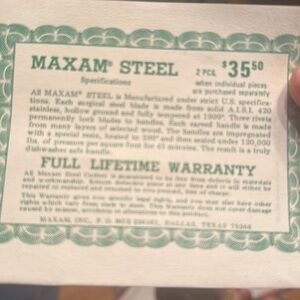 MAXAM® STEEL
2 PCS. $35.50
Specifications
when individual pieces
are purchased separately
All MAXAM® STEEL is Manufactured under strict U.S. specifica-
tions. Each surgical steel blade is made from solid A.I.S.I. 420
stainless, hollow ground and fully tempered at 1900°. Three rivets
permanently lock blades to handles. Each carved handle is made
from many layers of selected wood. The handles are impregnated
with a special resin, heated to 280° and then sealed under 120,000
lbs. of pressure per square foot for 45 minutes. The result is a truly
dishwasher safe handle.
FULL LIFETIME WARRANTY
All Maxam Steel Cutlery is guaranteed to be free from defects in materials
and workmanship. Return defective piece at any time and it will either be
repaired or replaced and returned to you prepaid, free of charge.
This Warranty gives you specific legal rights, and you may also have other
rights which vary from state to state. This Warranty does not cover damage
caused by misuse, accidents or alterations to this product.
MAXAM, INC., P. O. BOX DALLAS, TEXAS